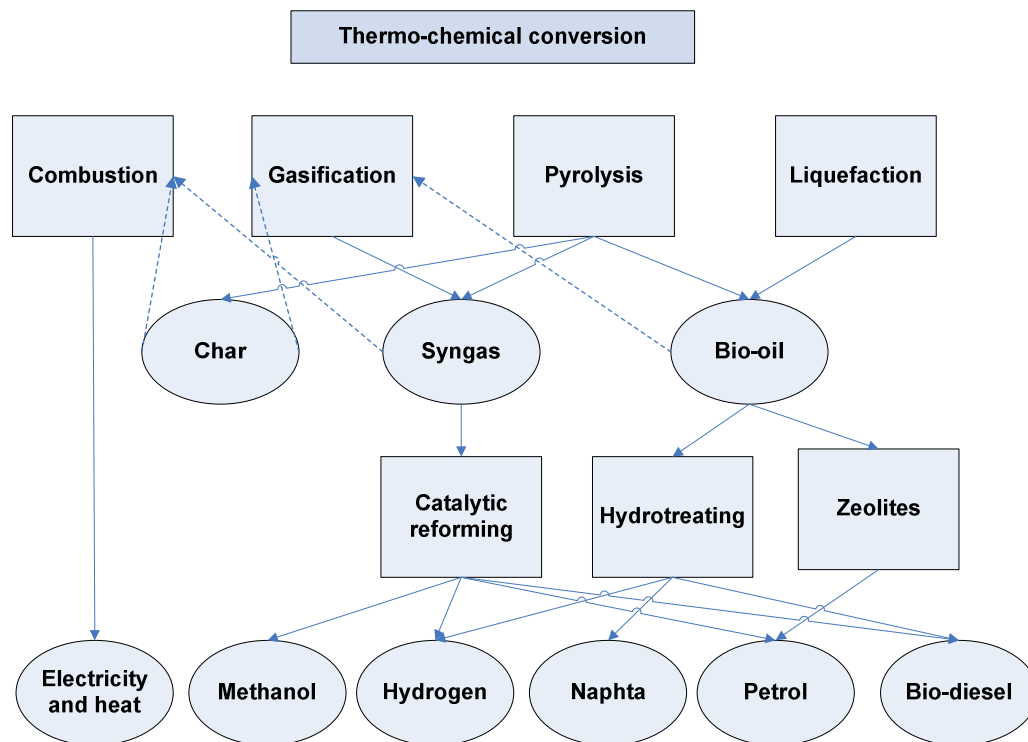 Thermo-chemical conversion
Combustion
Gasification
Pyrolysis
Liquefaction
Char
Syngas
Bio-oil
Catalytic
reforming
Hydrotreating
Zeolites
Electricity
and heat
Methanol
Hydrogen
Naphta
Petrol
Bio-diesel